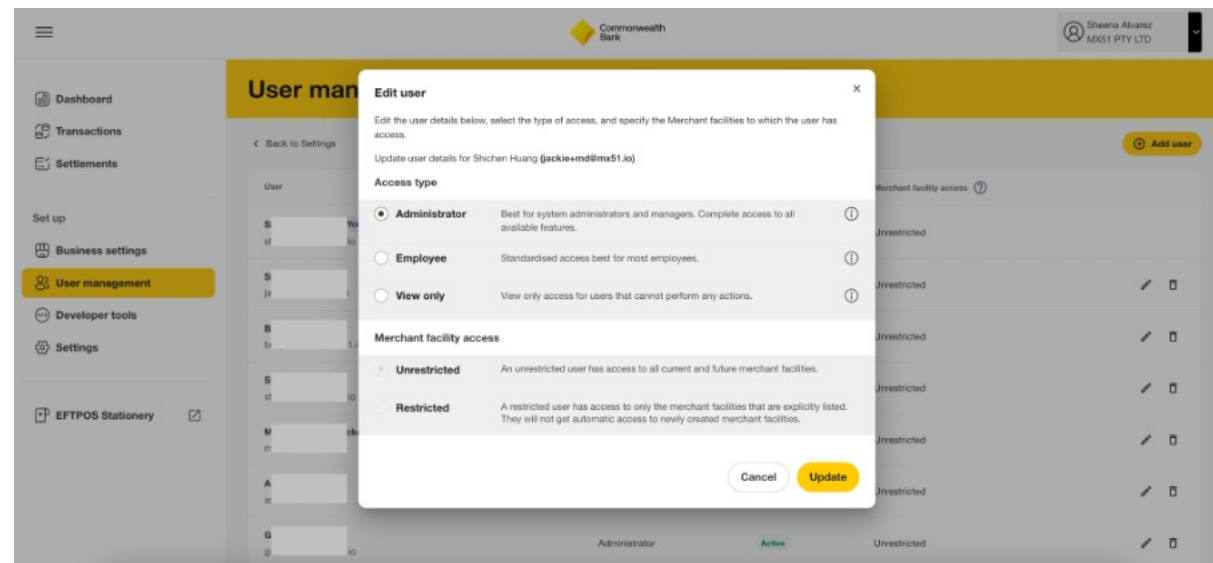 Commonwealth
Bank
Sheena Alvarez
MX51 PTY LTD
Dashboard
Transactions
Settlements
Set up
Business settings
User management
Developer tools
Settings
EFTPOS Stationery
User man
Back to Settings
Add user
User
Merchant facility access
Unrestricted
Unrestricted
Unrestricted
Unrestricted
Unrestricted
Unrestricted
Administrator Active Unrestricted
Edit user
Edit the user details below, select the type of access, and specify the Merchant facilities to which the user has
access.
Update user details for Shichen Huang (jackie+md@mx51.io)
Access type
Administrator Best for system administrators and managers. Complete access to all
available features.
Employee Standardised access best for most employees.
View only View only access for users that cannot perform any actions.
Merchant facility access
Unrestricted An unrestricted user has access to all current and future merchant facilities.
Restricted A restricted user has access to only the merchant facilities that are explicitly listed.
They will not get automatic access to newly created merchant facilities.
Cancel Update